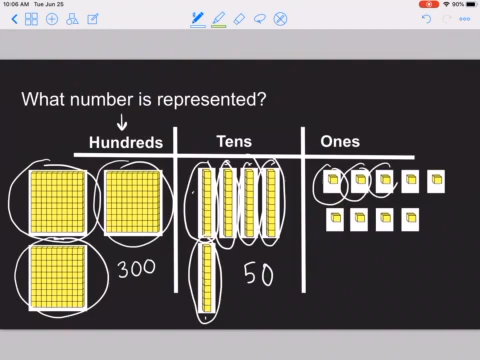 10:06 AM Tue Jun 25
90%
What number is represented?
Hundreds Tens Ones
300 50